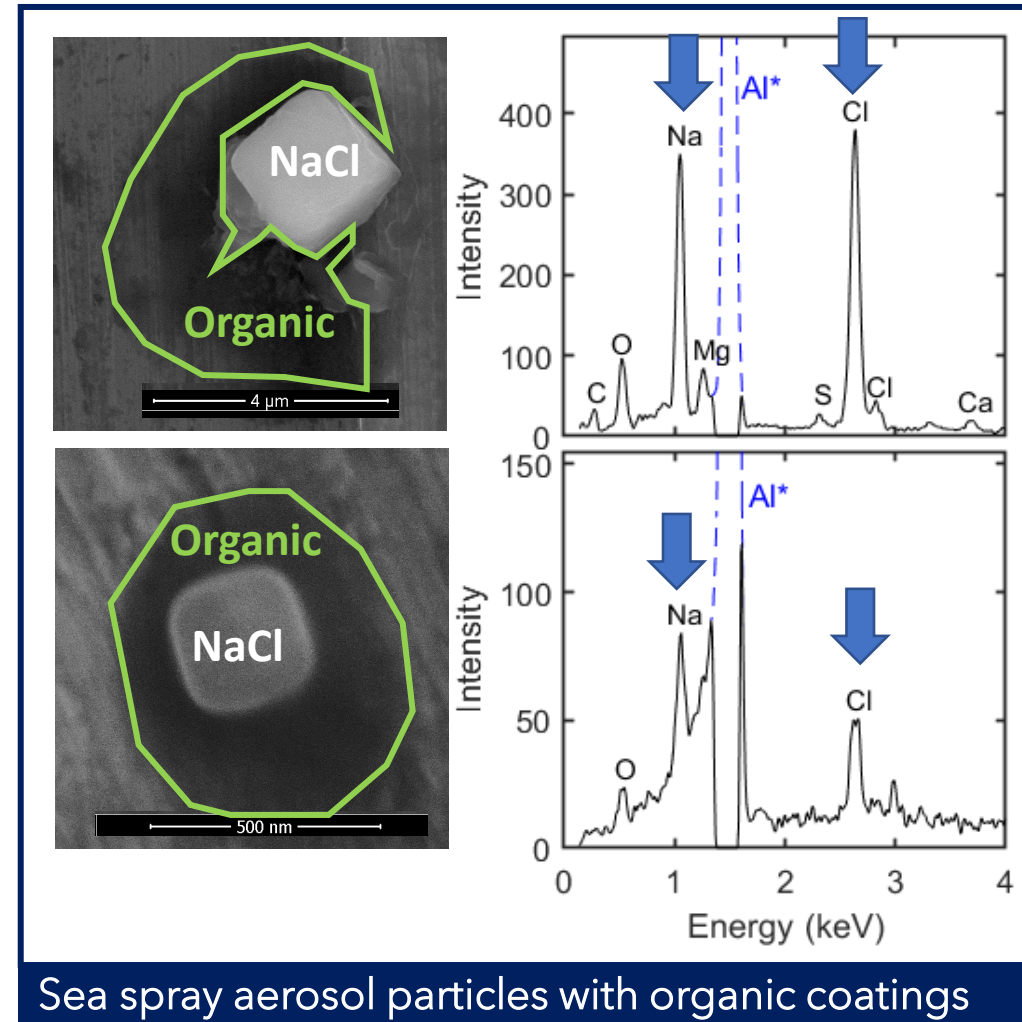 NaCl
Organic
4 µm
Organic
NaCl
500 nm
Intensity
400
300
200
100
0
C
O
Na
Mg
Al*
S
Cl
Cl
Ca
Intensity
150
100
50
0
O
Na
Al*
Cl
0 1 2 3 4
Energy (keV)
Sea spray aerosol particles with organic coatings